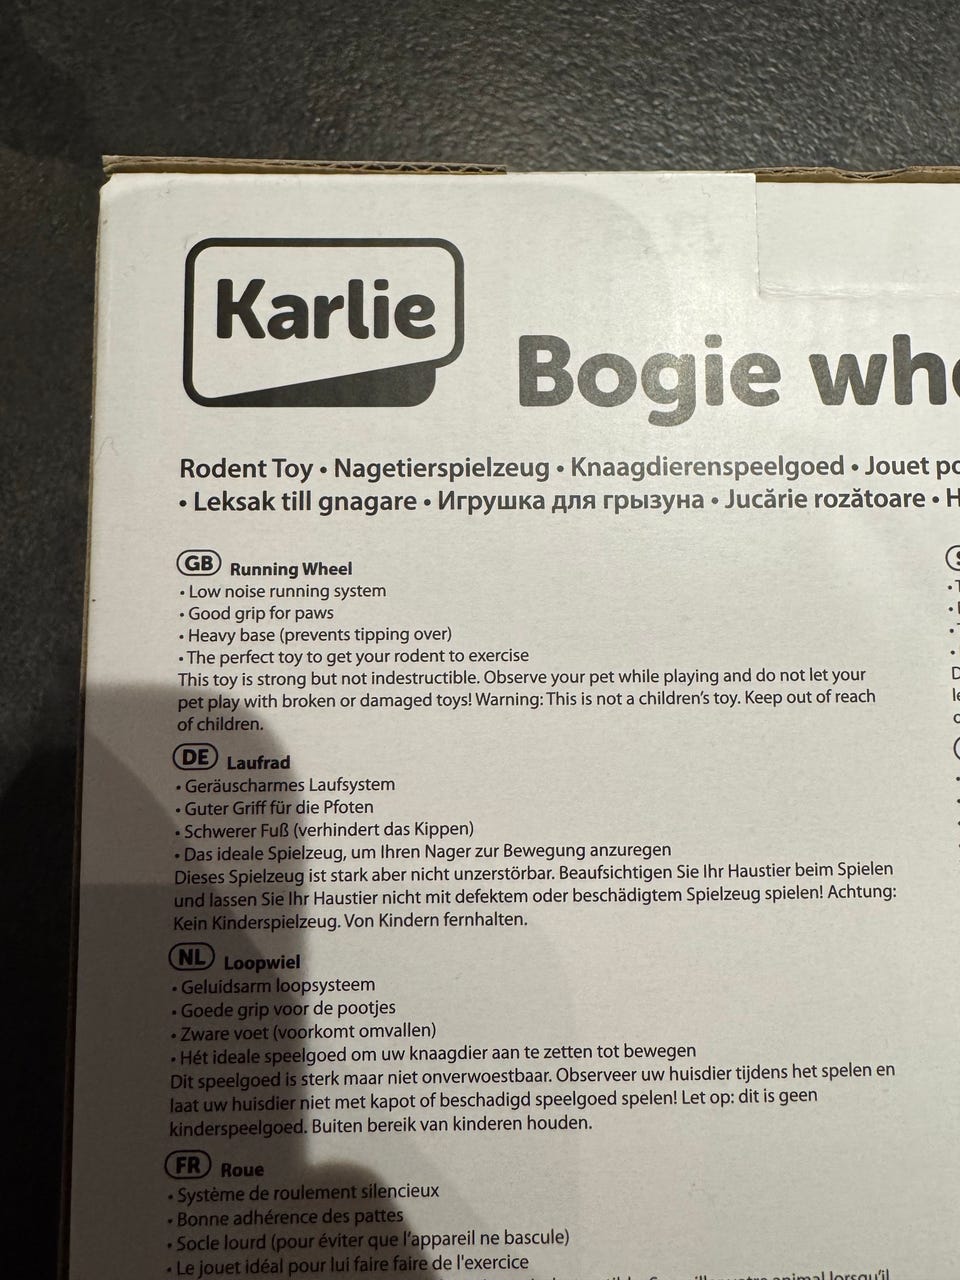 Karlie
Bogie
Rodent Toy • Nagetierspielzeug • Knaagdierenspeelgoed • Jouet
• Leksak till gnagare • Игрушка для грызуна • Jucărie rozătoare •
GB Running Wheel
• Low noise running system
• Good grip for paws
• Heavy base (prevents tipping over)
• The perfect toy to get your rodent to exercise
This toy is strong but not indestructible. Observe your pet while playing and do not let your
pet play with broken or damaged toys! Warning: This is not a children's toy. Keep out of reach
of children.
DE Laufrad
• Geräuscharmes Laufsystem
• Guter Griff für die Pfoten
• Schwerer Fuß (verhindert das Kippen)
• Das ideale Spielzeug, um Ihren Nager zur Bewegung anzuregen
Dieses Spielzeug ist stark aber nicht unzerstörbar. Beaufsichtigen Sie Ihr Haustier beim Spielen
und lassen Sie Ihr Haustier nicht mit defektem oder beschädigtem Spielzeug spielen! Achtung:
Kein Kinderspielzeug. Von Kindern fernhalten.
NL Loopwiel
• Geluidsarm loopsysteem
• Goede grip voor de pootjes
• Zware voet (voorkomt omvallen)
• Hét ideale speelgoed om uw knaagdier aan te zetten tot bewegen
Dit speelgoed is sterk maar niet onverwoestbaar. Observeer uw huisdier tijdens het spelen en
laat uw huisdier niet met kapot of beschadigd speelgoed spelen! Let op: dit is geen
kinderspeelgoed. Buiten bereik van kinderen houden.
FR Roue
• Système de roulement silencieux
• Bonne adhérence des pattes
• Socle lourd (pour éviter que l'appareil ne bascule)
• Le jouet idéal pour lui faire faire de l'exercice